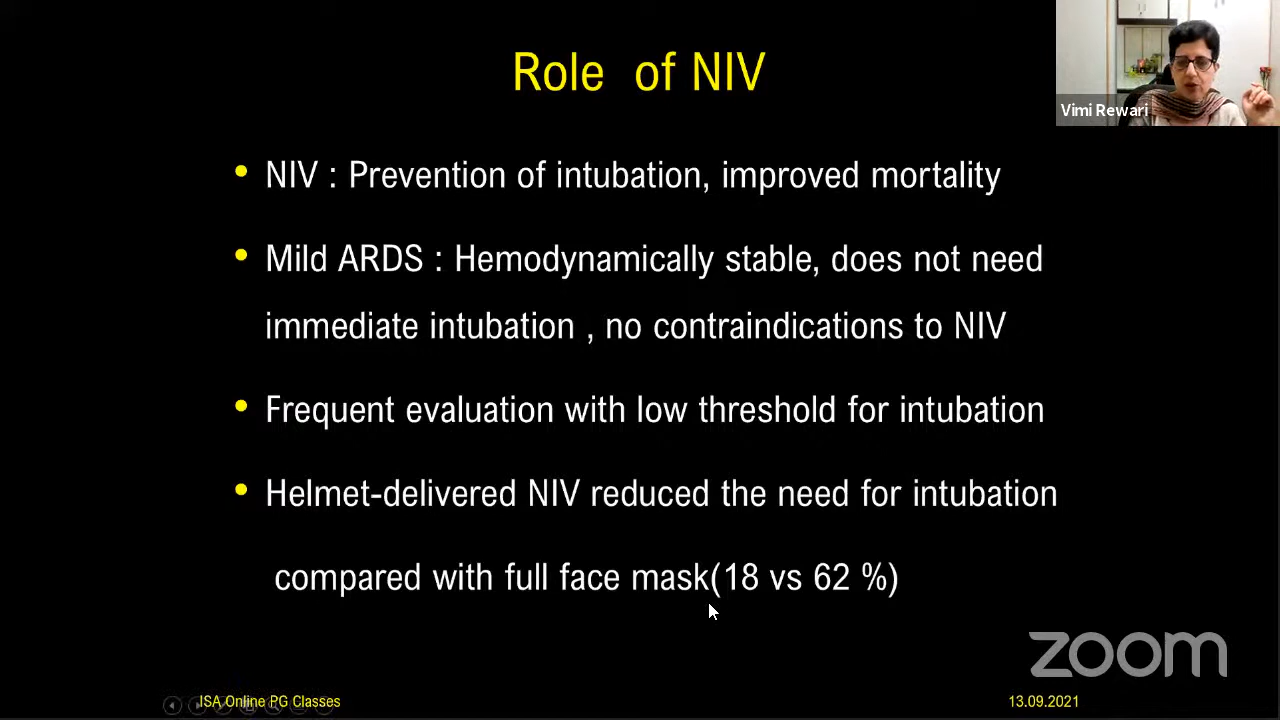 Role of NIV
Vimi Rewari
• NIV : Prevention of intubation, improved mortality
• Mild ARDS : Hemodynamically stable, does not need
immediate intubation , no contraindications to NIV
• Frequent evaluation with low threshold for intubation
• Helmet-delivered NIV reduced the need for intubation
compared with full face mask(18 vs 62 %)
zoom
ISA Online PG Classes
13.09.2021